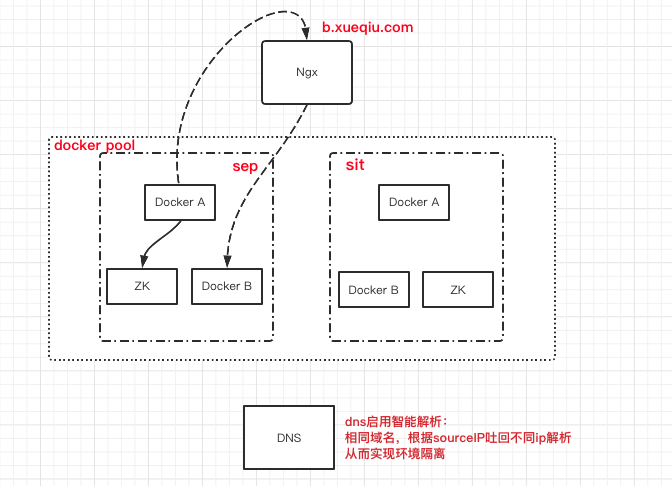 b.xueqiu.com
Ngx
docker pool
sep
sit
Docker A
Docker A
ZK
Docker B
Docker B
ZK
DNS
dns启用智能解析：
相同域名，根据sourceIP吐回不同ip解析
从而实现环境隔离